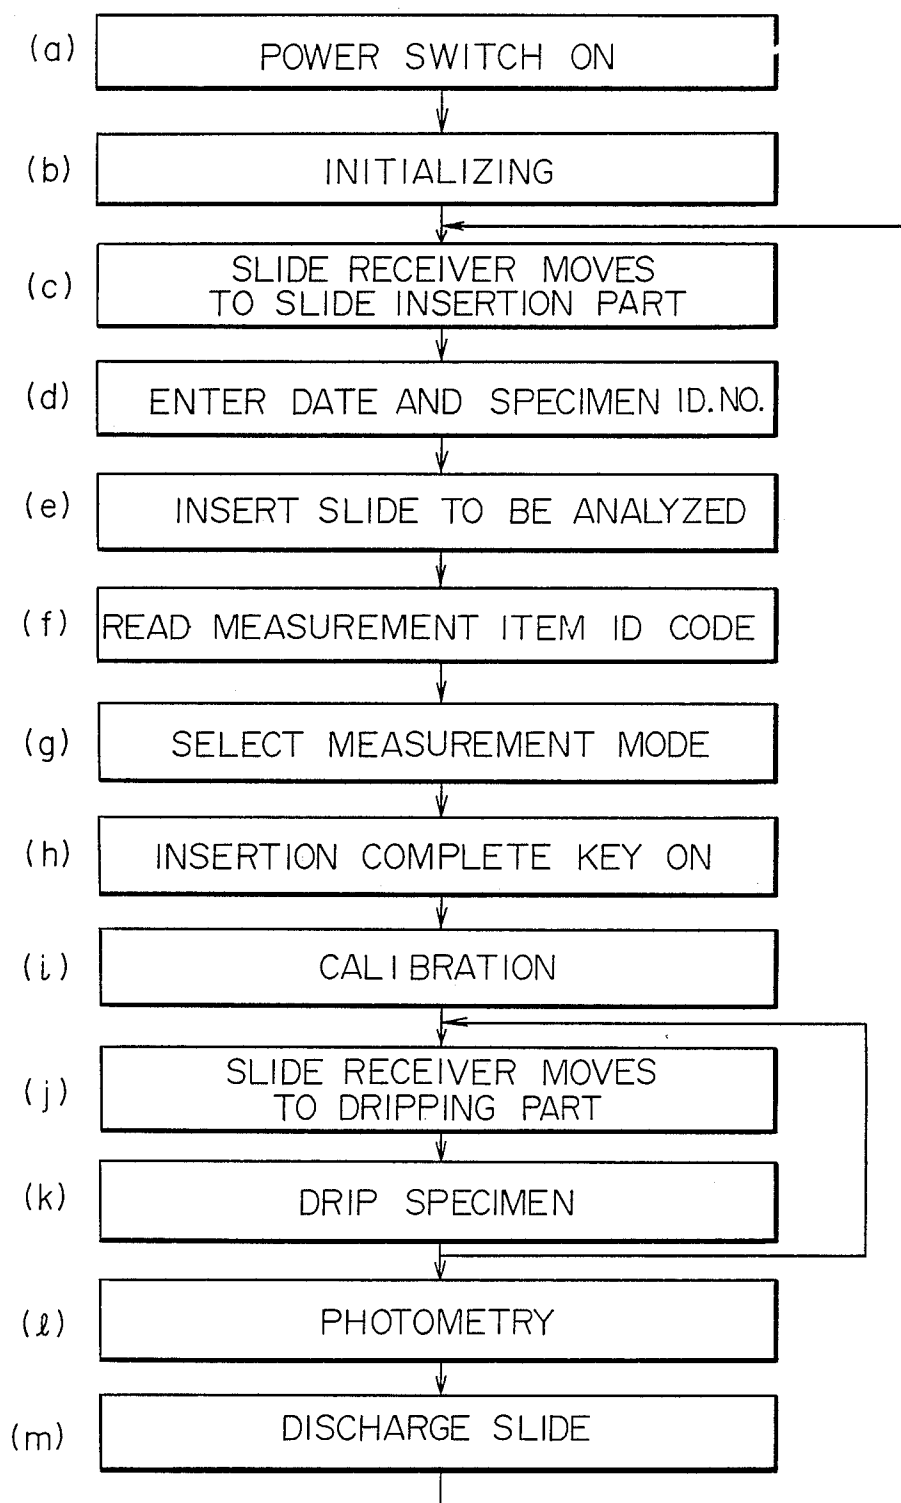 (a) POWER SWITCH ON
(b) INITIALIZING
(c) SLIDE RECEIVER MOVES
TO SLIDE INSERTION PART
(d) ENTER DATE AND SPECIMEN ID.NO.
(e) INSERT SLIDE TO BE ANALYZED
(f) READ MEASUREMENT ITEM ID CODE
(g) SELECT MEASUREMENT MODE
(h) INSERTION COMPLETE KEY ON
(i) CALIBRATION
(j) SLIDE RECEIVER MOVES
TO DRIPPING PART
(k) DRIP SPECIMEN
(ℓ) PHOTOMETRY
(m) DISCHARGE SLIDE